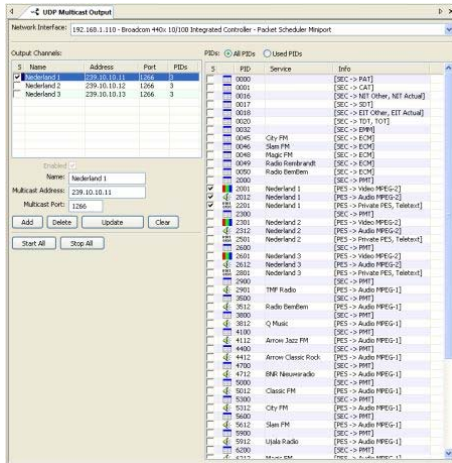 UDP Multicast Output
Network Interface: 192.168.1.110 - Broadcom 440x 10/100 Integrated Controller - Packet Scheduler Miniport
Output Channels:
S Name Address Port PIDs
Nederland 1 239.10.10.11 1266 3
Nederland 2 239.10.10.12 1266 3
Nederland 3 239.10.10.13 1266 3
Enabled
Name: Nederland 1
Multicast Address: 239.10.10.11
Multicast Port: 1266
Add Delete Update Clear
Start All Stop All
PIDs: All PIDs Used PIDs
S PID Service Info
0000 [SEC -> PAT]
0001 [SEC -> CAT]
0016 [SEC -> NIT Other, NIT Actual]
0017 [SEC -> SDT]
0018 [SEC -> EIT Other, EIT Actual]
0020 [SEC -> TDT, TOT]
0032 [SEC -> EMM]
0045 City FM [SEC -> ECM]
0046 Slam FM [SEC -> ECM]
0048 Magic FM [SEC -> ECM]
0049 Radio Rembrandt [SEC -> ECM]
0050 Radio BemBem [SEC -> ECM]
2000 [SEC -> PMT]
2001 Nederland 1 [PES -> Video MPEG-2]
2012 Nederland 1 [PES -> Audio MPEG-1]
2201 Nederland 1 [PES -> Private PES, Teletext]
2300 [SEC -> PMT]
2301 Nederland 2 [PES -> Video MPEG-2]
2312 Nederland 2 [PES -> Audio MPEG-1]
2501 Nederland 2 [PES -> Private PES, Teletext]
2600 [SEC -> PMT]
2601 Nederland 3 [PES -> Video MPEG-2]
2612 Nederland 3 [PES -> Audio MPEG-1]
2801 Nederland 3 [PES -> Private PES, Teletext]
2900 [SEC -> PMT]
2901 TMF Radio [PES -> Audio MPEG-1]
3500 [SEC -> PMT]
3512 Radio BemBem [PES -> Audio MPEG-1]
3800 [SEC -> PMT]
3812 Q Music [PES -> Audio MPEG-1]
4100 [SEC -> PMT]
4112 Arrow Jazz FM [PES -> Audio MPEG-1]
4400 [SEC -> PMT]
4412 Arrow Classic Rock [PES -> Audio MPEG-1]
4700 [SEC -> PMT]
4712 BNR Nieuwsradio [PES -> Audio MPEG-1]
5000 [SEC -> PMT]
5012 Classic FM [PES -> Audio MPEG-1]
5300 [SEC -> PMT]
5312 City FM [PES -> Audio MPEG-1]
5600 [SEC -> PMT]
5612 Slam FM [PES -> Audio MPEG-1]
5900 [SEC -> PMT]
5912 Ujala Radio [PES -> Audio MPEG-1]
6200 [SEC -> PMT]
6212 Magic FM [PES -> Audio MPEG-1]